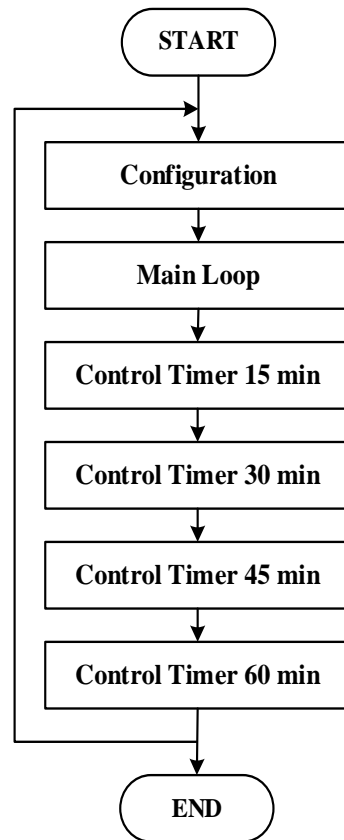 START
Configuration
Main Loop
Control Timer 15 min
Control Timer 30 min
Control Timer 45 min
Control Timer 60 min
END